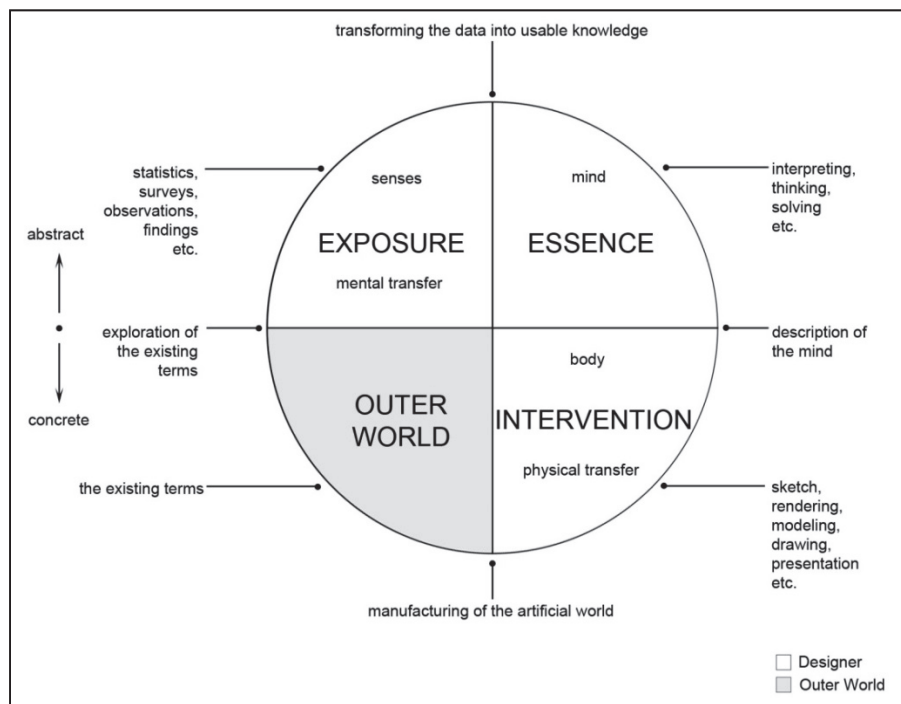 transforming the data into usable knowledge
statistics,
surveys,
observations,
findings
etc.
senses
EXPOSURE
mental transfer
mind
ESSENCE
interpreting,
thinking,
solving
etc.
abstract
concrete
exploration of
the existing
terms
description of
the mind
OUTER
WORLD
body
INTERVENTION
physical transfer
the existing terms
sketch,
rendering,
modeling,
drawing,
presentation
etc.
manufacturing of the artificial world
Designer
Outer World